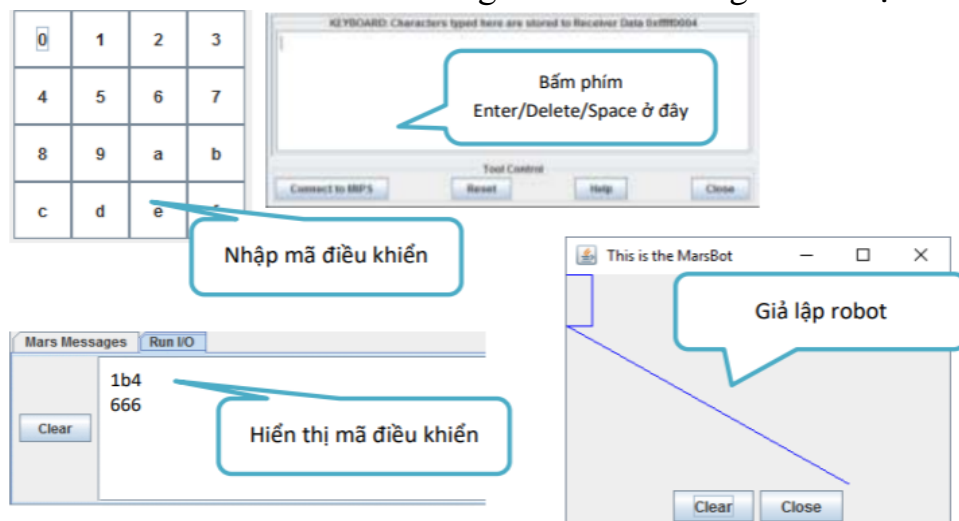 0 1 2 3
4 5 6 7
8 9 a b
c d e
KEYBOARD: Characters typed here are stored to Receiver Data 0xffff0004
Bấm phím
Enter/Delete/Space ở đây
Tool Control
Connect to MIPS Reset Help Close
Nhập mã điều khiển
This is the MarsBot
Giả lập robot
Clear Close
Mars Messages Run I/O
1b4
666
Clear
Hiển thị mã điều khiển